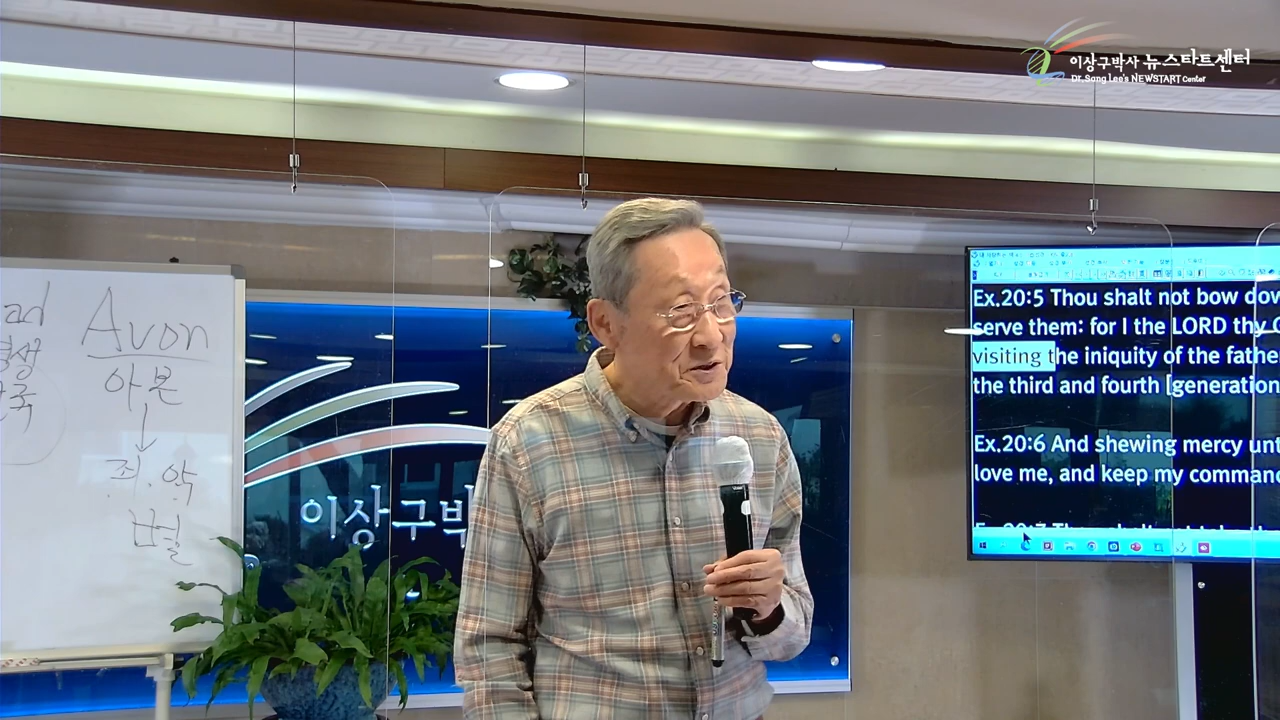 이상구박사 뉴스타트센터
Dr. Sang Lee's NEWSTART Center
ad
Avon
아본
죄. 악
벌
이상구박
Ex.20:5 Thou shalt not bow dow
serve them: for I the LORD thy G
visiting the iniquity of the fathe
the third and fourth [generation
Ex.20:6 And shewing mercy unt
love me, and keep my comman